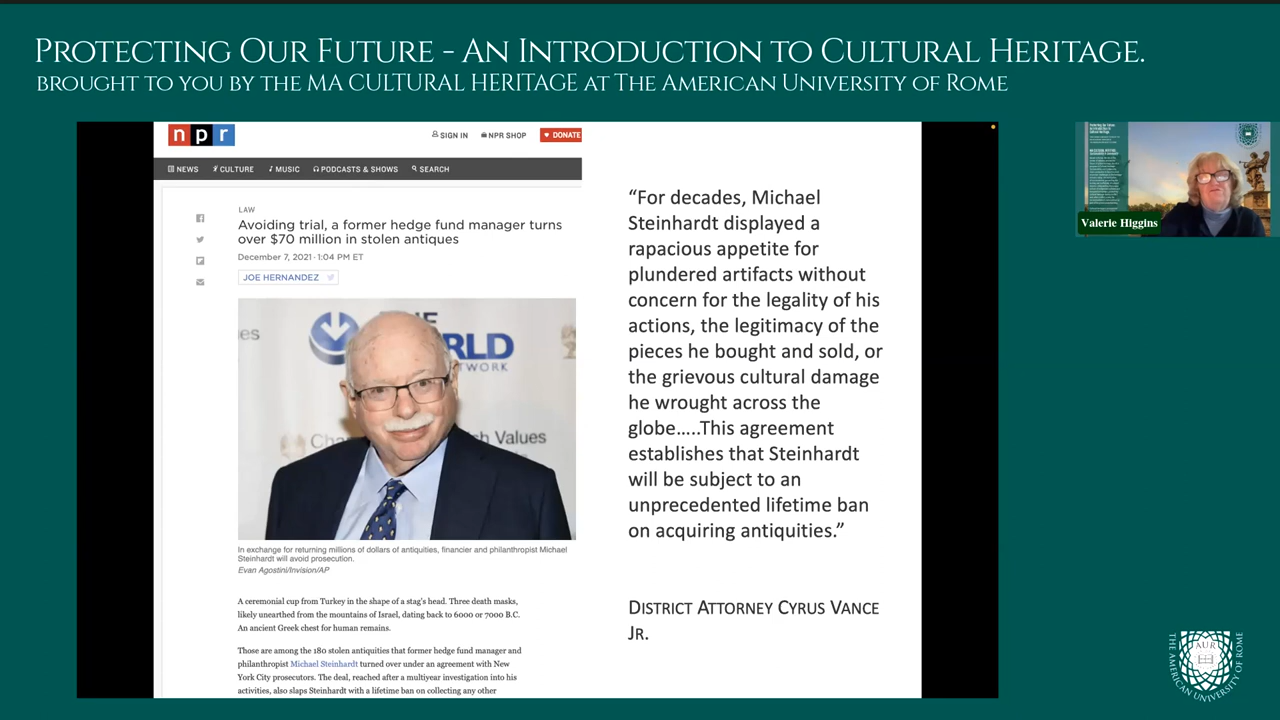 PROTECTING OUR FUTURE - AN INTRODUCTION TO CULTURAL HERITAGE.
BROUGHT TO YOU BY THE MA CULTURAL HERITAGE AT THE AMERICAN UNIVERSITY OF ROME
npr
SIGN IN NPR SHOP DONATE
NEWS CULTURE MUSIC PODCASTS & SHOWS SEARCH
LAW
Avoiding trial, a former hedge fund manager turns
over $70 million in stolen antiques
December 7, 2021 · 1:04 PM ET
JOE HERNANDEZ
RLD
TWORK
Values
In exchange for returning millions of dollars of antiquities, financier and philanthropist Michael
Steinhardt will avoid prosecution.
Evan Agostini/Invision/AP
A ceremonial cup from Turkey in the shape of a stag's head. Three death masks,
likely unearthed from the mountains of Israel, dating back to 6000 or 7000 B.C.
An ancient Greek chest for human remains.
Those are among the 180 stolen antiquities that former hedge fund manager and
philanthropist Michael Steinhardt turned over under an agreement with New
York City prosecutors. The deal, reached after a multiyear investigation into his
activities, also slaps Steinhardt with a lifetime ban on collecting any other
“For decades, Michael
Steinhardt displayed a
rapacious appetite for
plundered artifacts without
concern for the legality of his
actions, the legitimacy of the
pieces he bought and sold, or
the grievous cultural damage
he wrought across the
globe…..This agreement
establishes that Steinhardt
will be subject to an
unprecedented lifetime ban
on acquiring antiquities.”
DISTRICT ATTORNEY CYRUS VANCE
JR.
Valerie Higgins
AUR
THE AMERICAN UNIVERSITY OF ROME